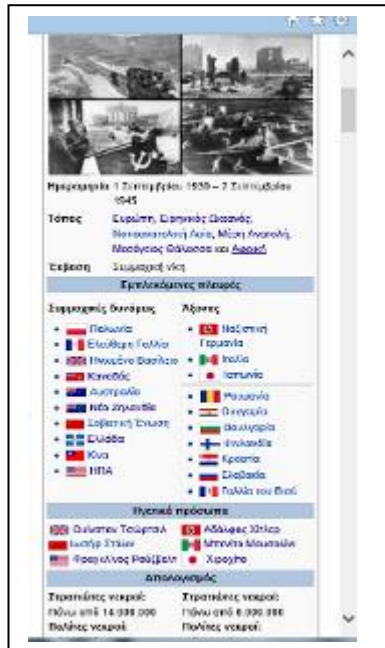 Ημερομηνία 1 Σεπτεμβρίου 1939 – 2 Σεπτεμβρίου
1945
Τόπος Ευρώπη, Ειρηνικός Ωκεανός,
Νοτιοανατολική Ασία, Μέση Ανατολή,
Μεσόγειος Θάλασσα και Αφρική
Έκβαση Συμμαχική νίκη
Εμπλεκόμενες πλευρές
Συμμαχικές δυνάμεις
Πολωνία
Ελεύθερη Γαλλία
Ηνωμένο Βασίλειο
Καναδάς
Αυστραλία
Νέα Ζηλανδία
Σοβιετική Ένωση
Ελλάδα
Κίνα
ΗΠΑ
Άξονας
Ναζιστική
Γερμανία
Ιταλία
Ιαπωνία
Ρουμανία
Ουγγαρία
Βουλγαρία
Φινλανδία
Κροατία
Σλοβακία
Γαλλία του Βισύ
Ηγετικά πρόσωπα
Ουίνστον Τσώρτσιλ
Ιωσήφ Στάλιν
Φραγκλίνος Ρούζβελτ
Αδόλφος Χίτλερ
Μπενίτο Μουσολίνι
Χιροχίτο
Απολογισμός
Στρατιώτες νεκροί:
Πάνω από 14.000.000
Πολίτες νεκροί:
Στρατιώτες νεκροί:
Πάνω από 8.000.000
Πολίτες νεκροί: